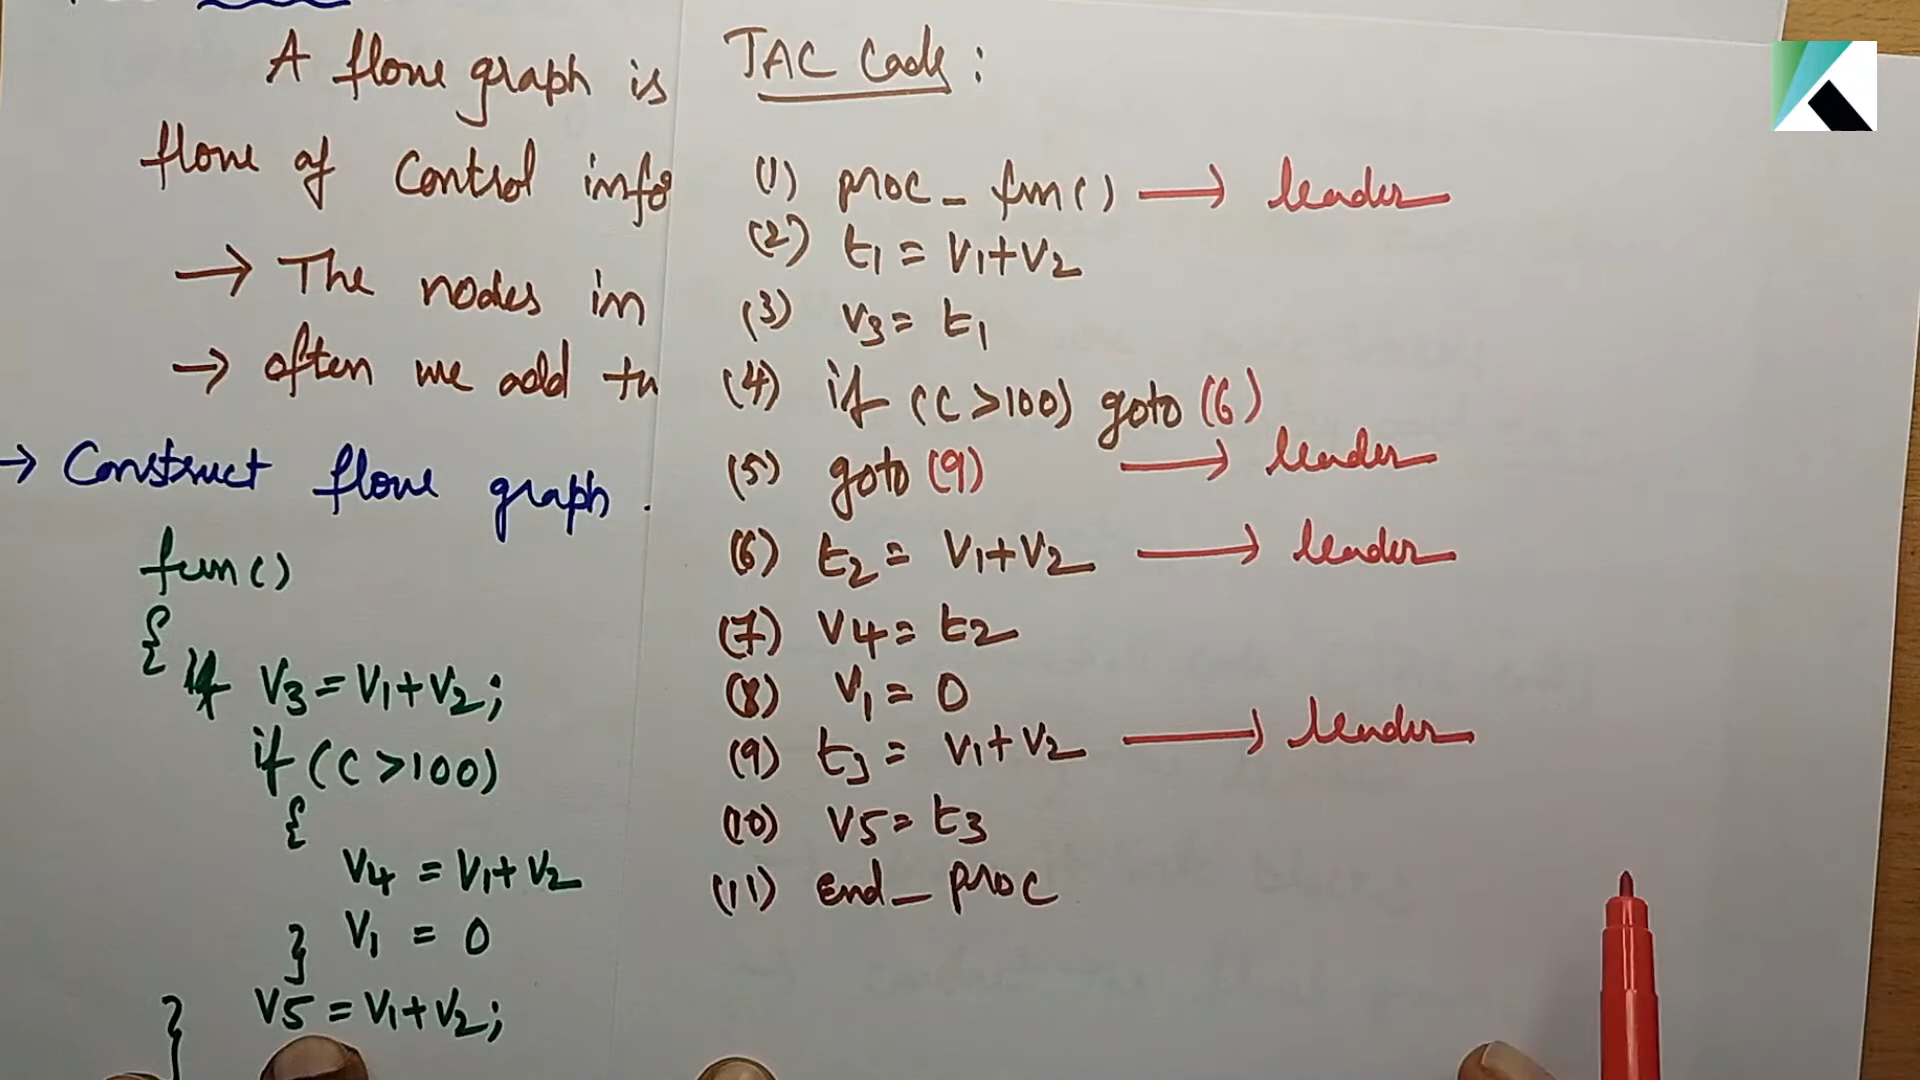 A flow graph is
flow of Control info
→ The nodes in
→ often we add tw
→ Construct flow graph.
fun()
{
V3 = V1+V2;
if (C >100)
{
V4 = V1+V2
} V1 = 0
} V5 = V1+V2;
TAC Code:
(1) proc_ fun() → leader
(2) t1 = V1+V2
(3) V3 = t1
(4) if (C >100) goto (6)
(5) goto (9) → leader
(6) t2 = V1+V2 → leader
(7) V4 = t2
(8) V1 = 0
(9) t3 = V1+V2 → leader
(10) V5 = t3
(11) end_proc